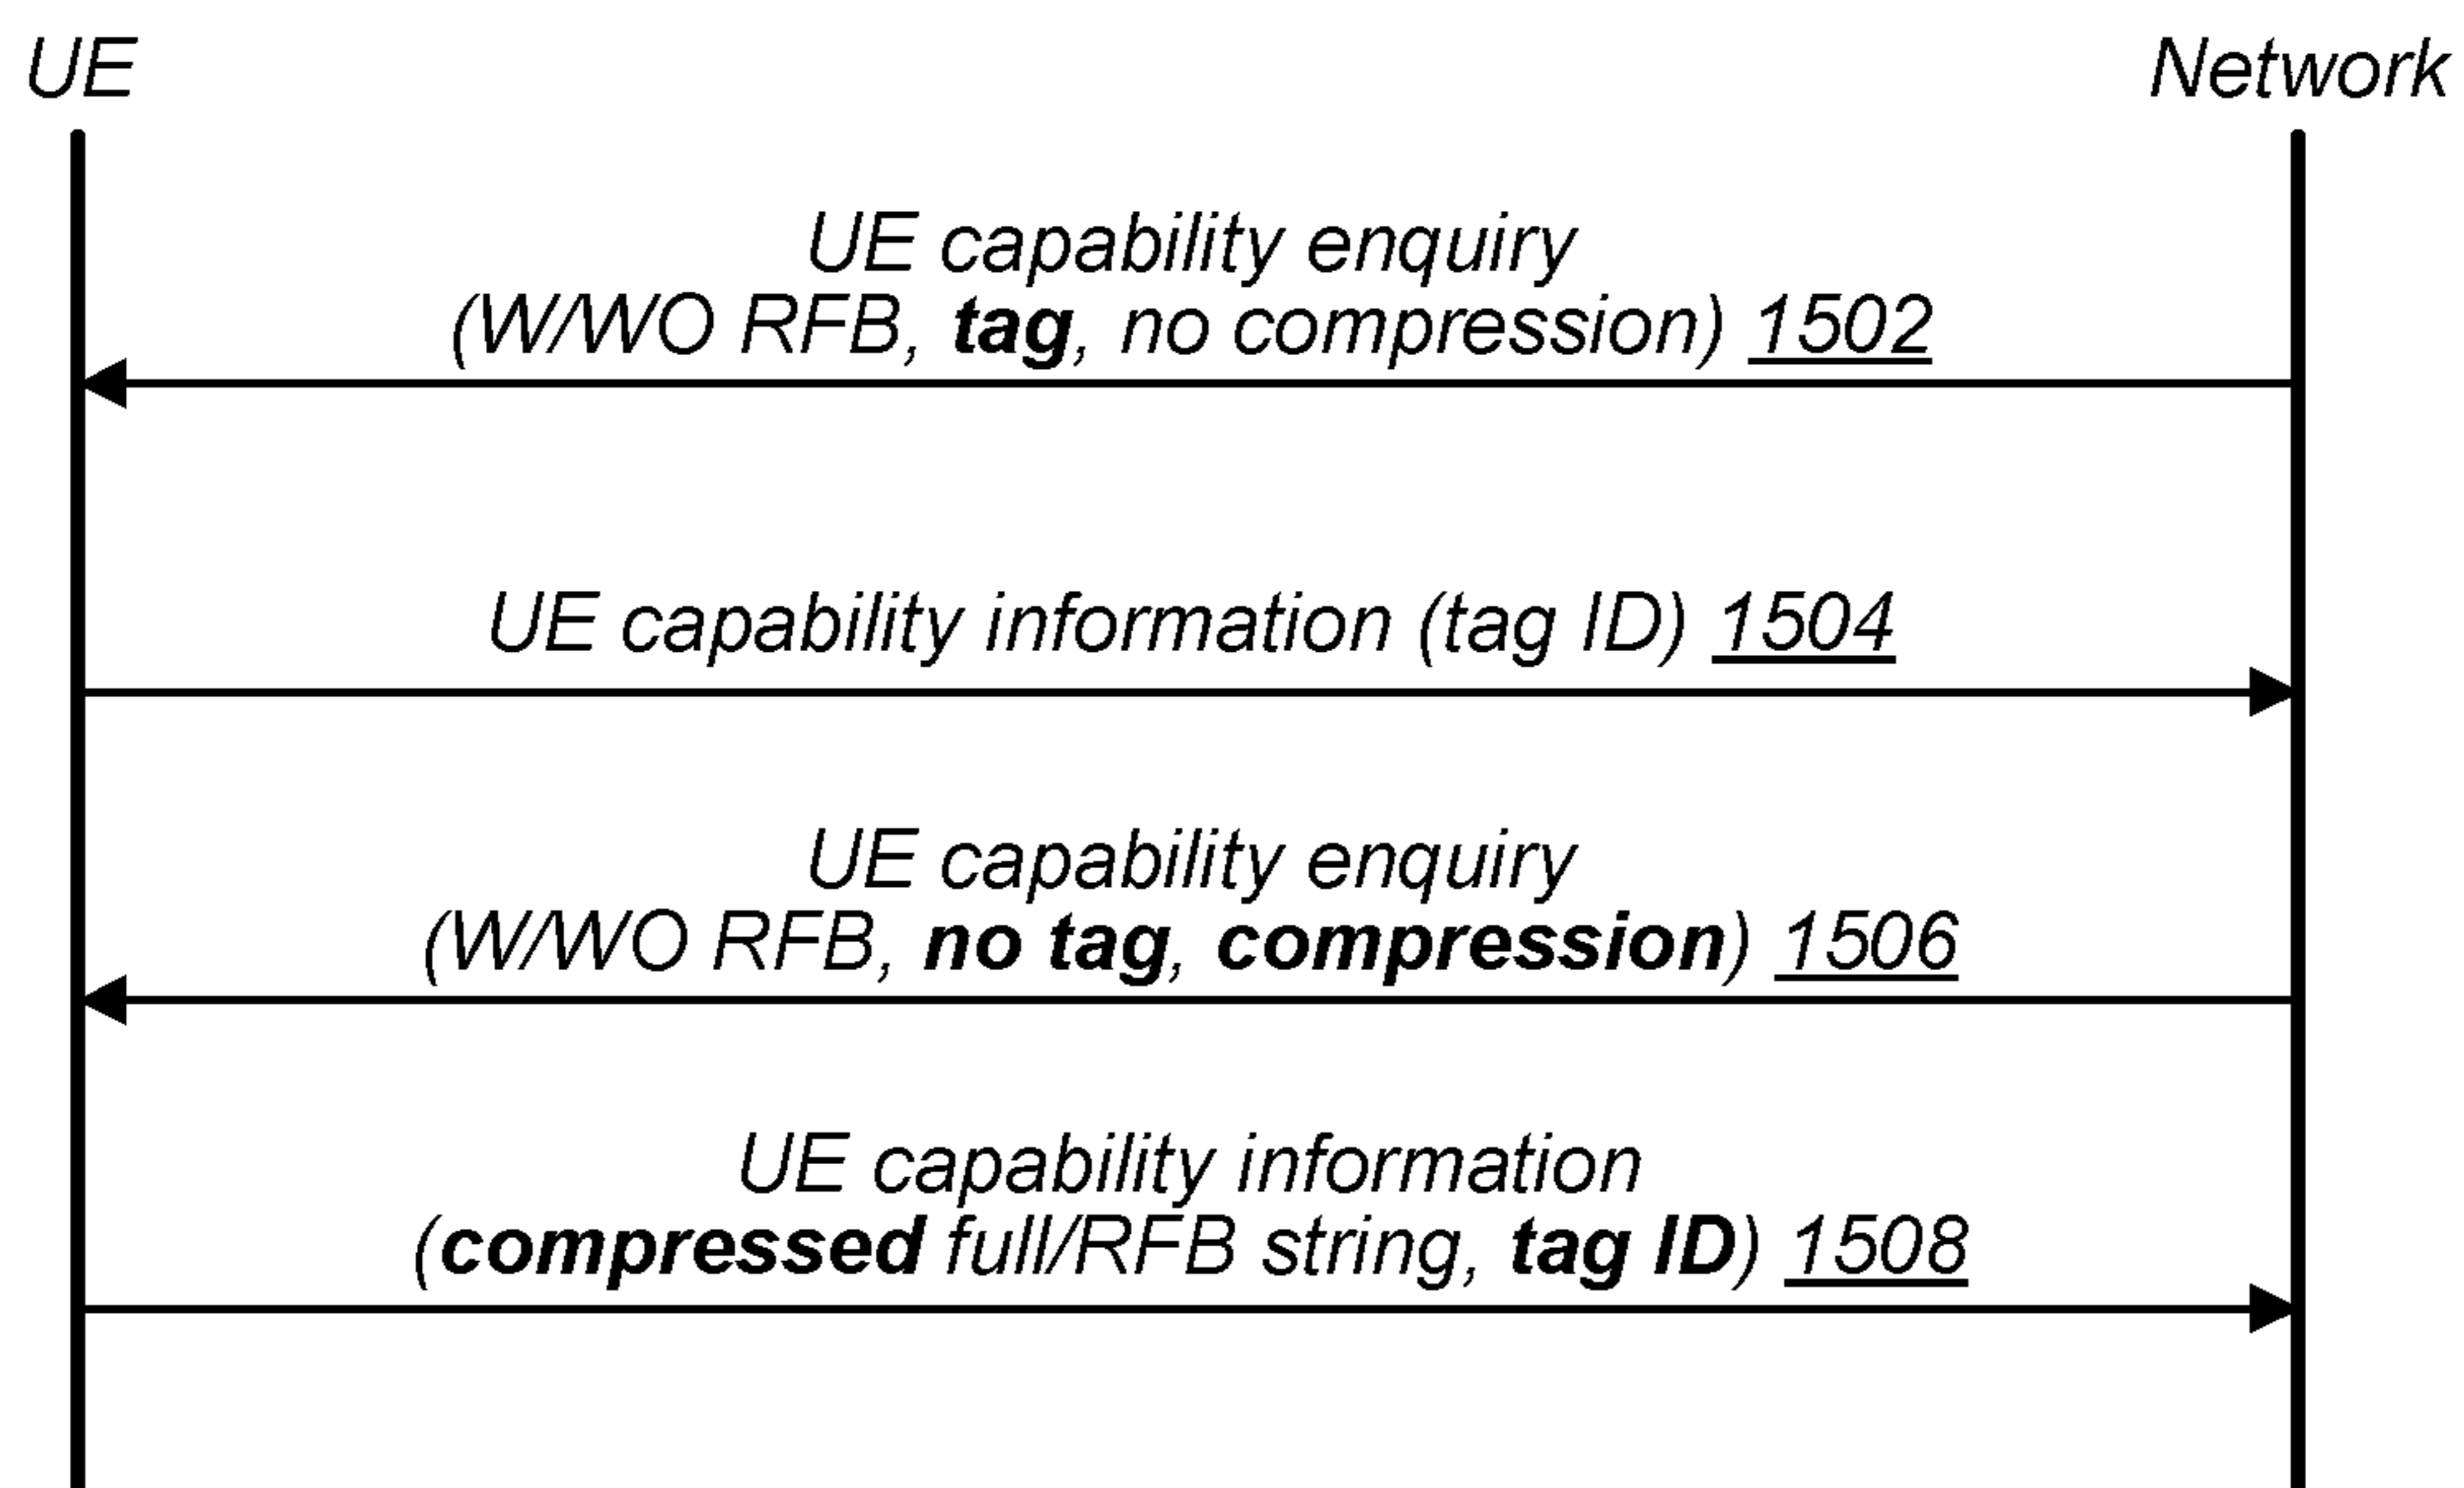 UE
Network
UE capability enquiry
(W/WO RFB, tag, no compression) 1502
UE capability information (tag ID) 1504
UE capability enquiry
(W/WO RFB, no tag, compression) 1506
UE capability information
(compressed full/RFB string, tag ID) 1508